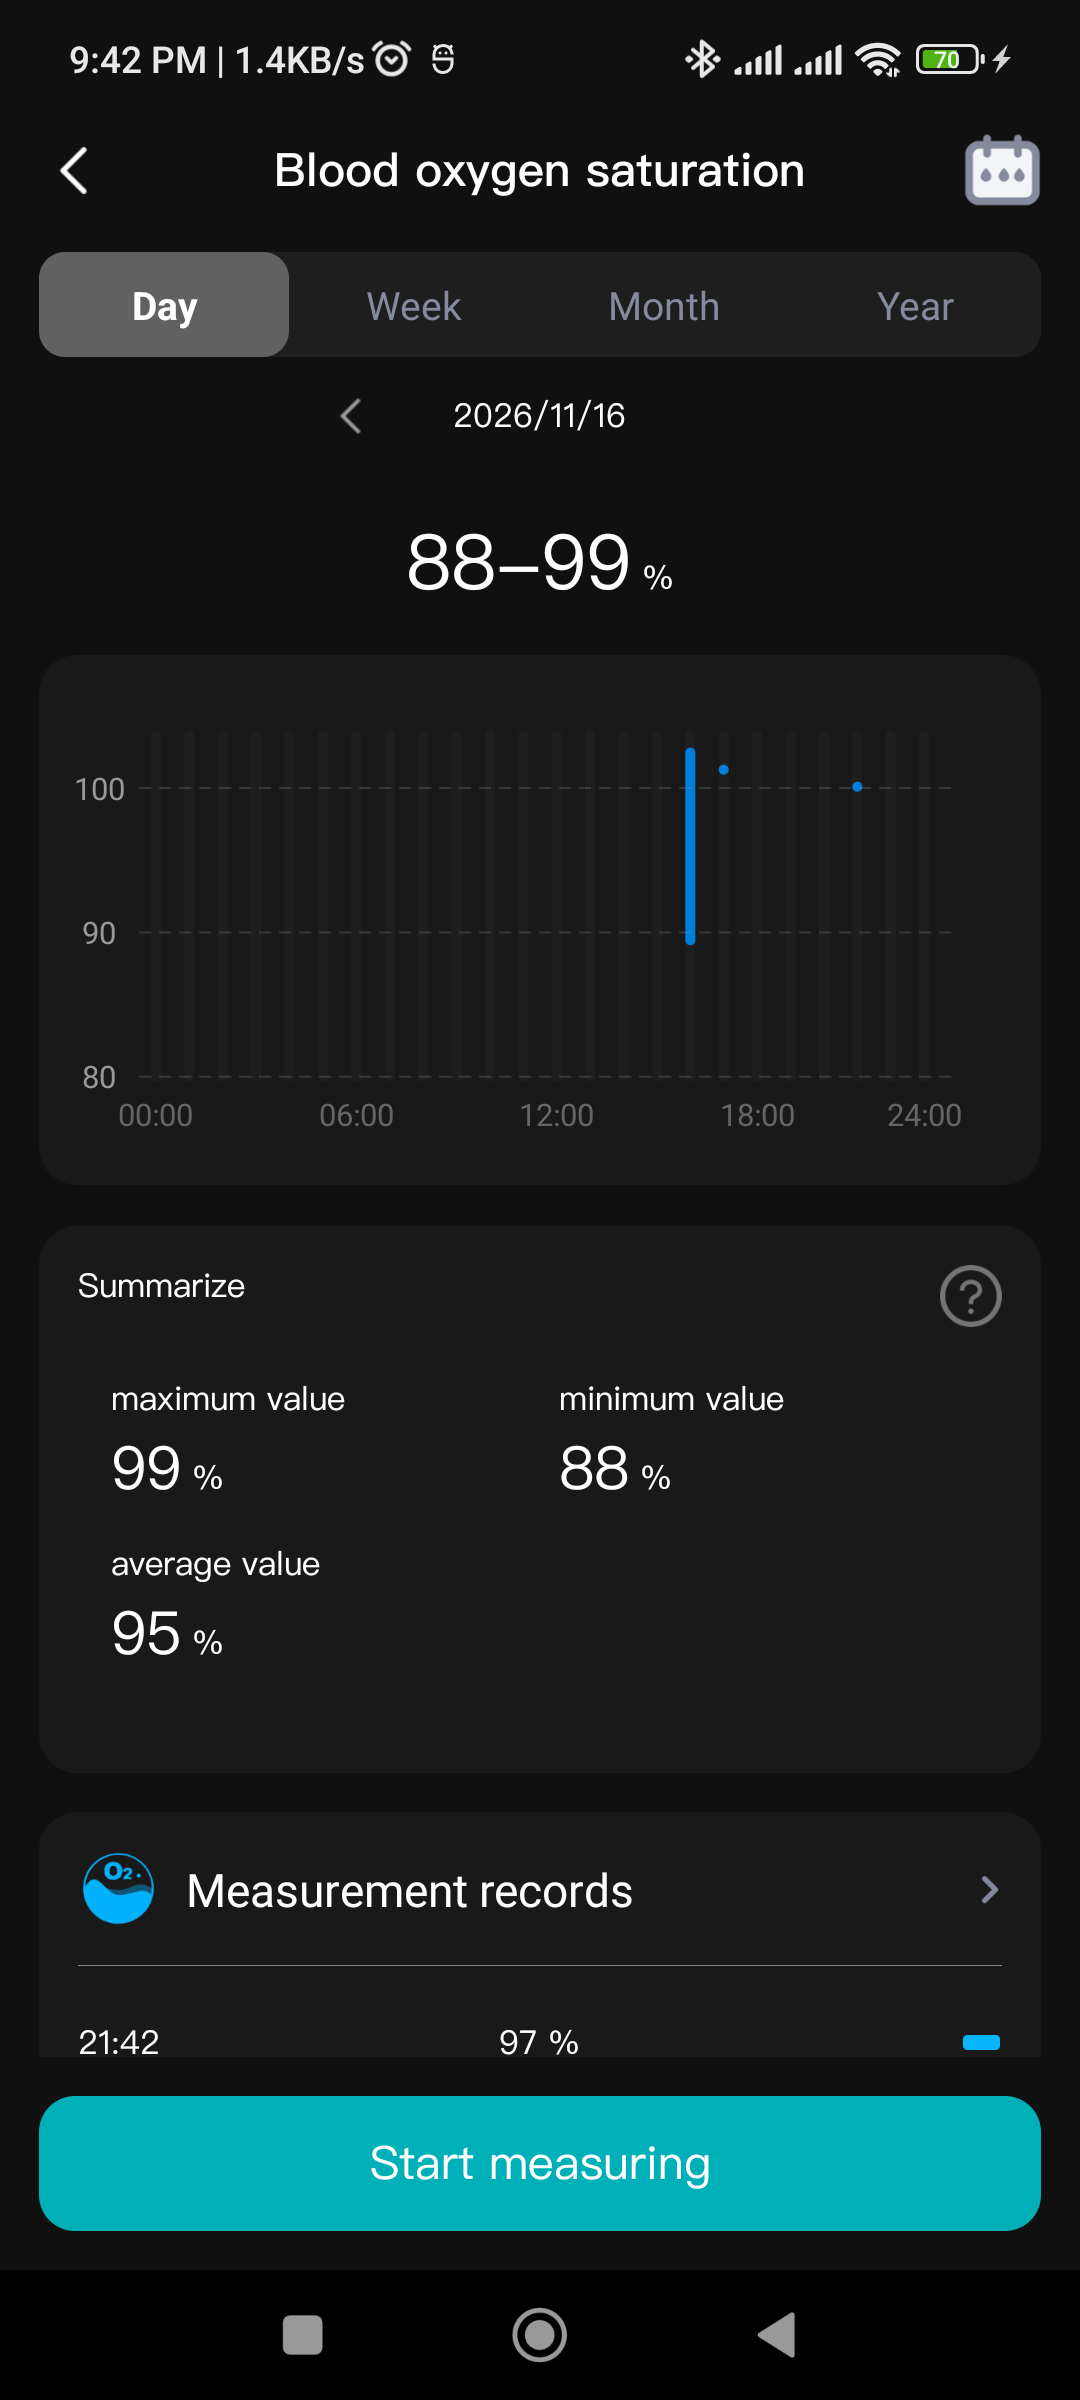 9:42 PM | 1.4KB/s 70
Blood oxygen saturation
Day Week Month Year
2026/11/16
88–99 %
100
90
80
00:00 06:00 12:00 18:00 24:00
Summarize ?
maximum value minimum value
99 % 88 %
average value
95 %
O2 Measurement records
21:42 97 %
Start measuring